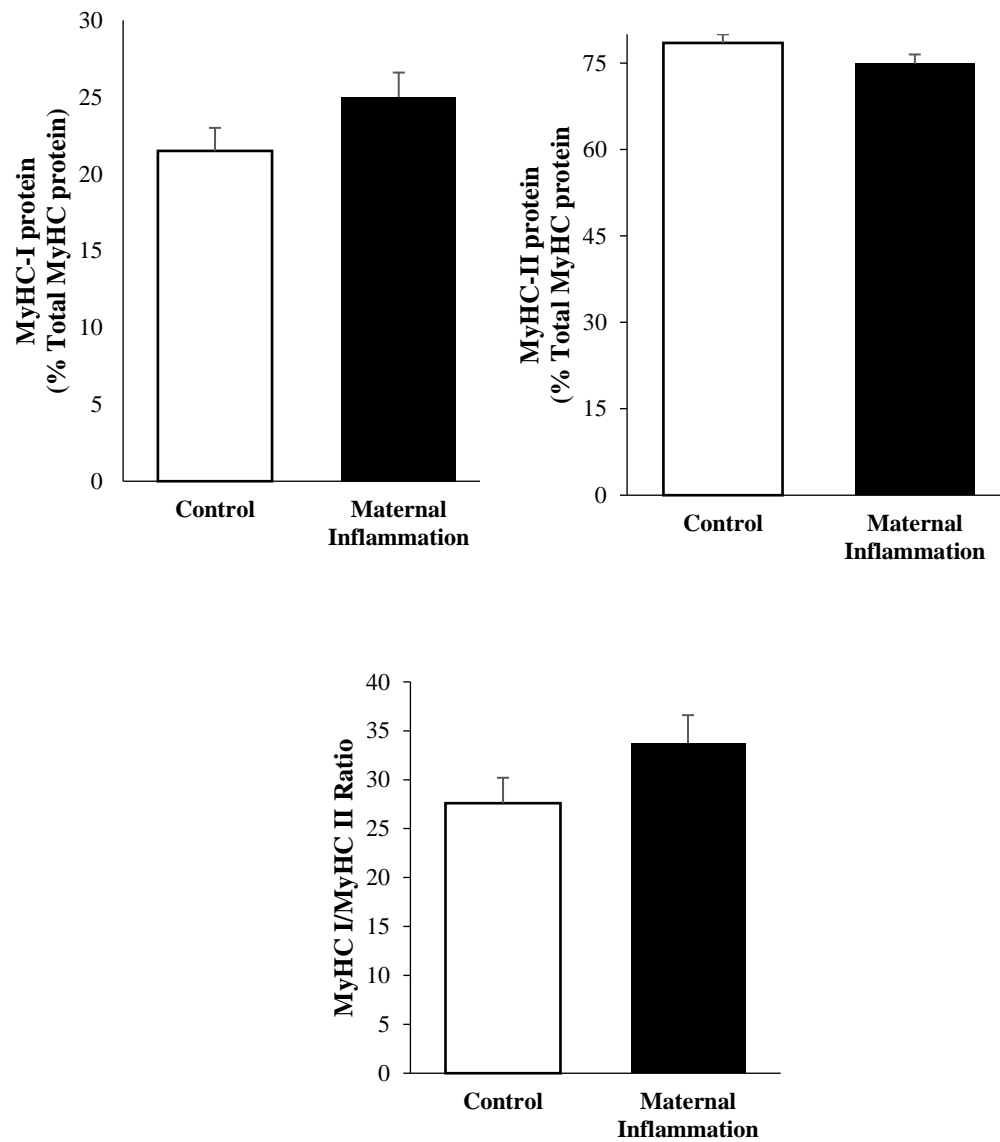 MyHC-I protein
(% Total MyHC protein)
30
25
20
15
10
5
0
Control
Maternal
Inflammation
MyHC-II protein
(% Total MyHC protein
75
60
45
30
15
0
Control
Maternal
Inflammation
MyHC I/MyHC II Ratio
40
35
30
25
20
15
10
5
0
Control
Maternal
Inflammation